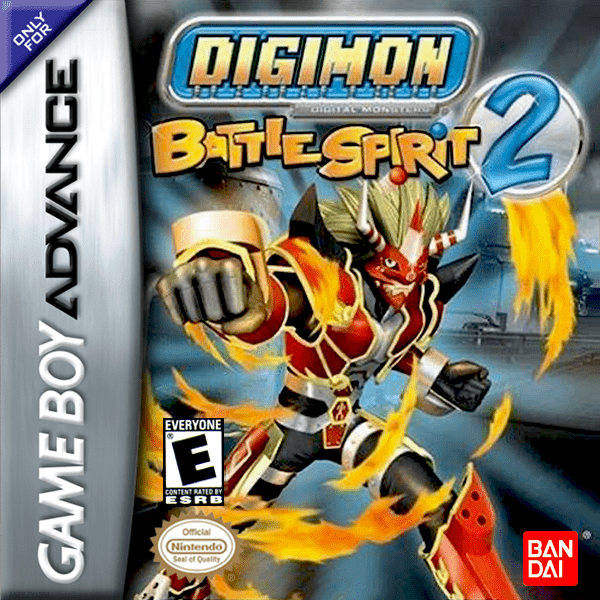 ONLY
FOR
GAME BOY ADVANCE
DIGIMON
DIGITAL MONSTERS
BATTLE SPIRIT 2
EVERYONE
E
CONTENT RATED BY
ESRB
Official
Nintendo
Seal of Quality
BAN
DAI